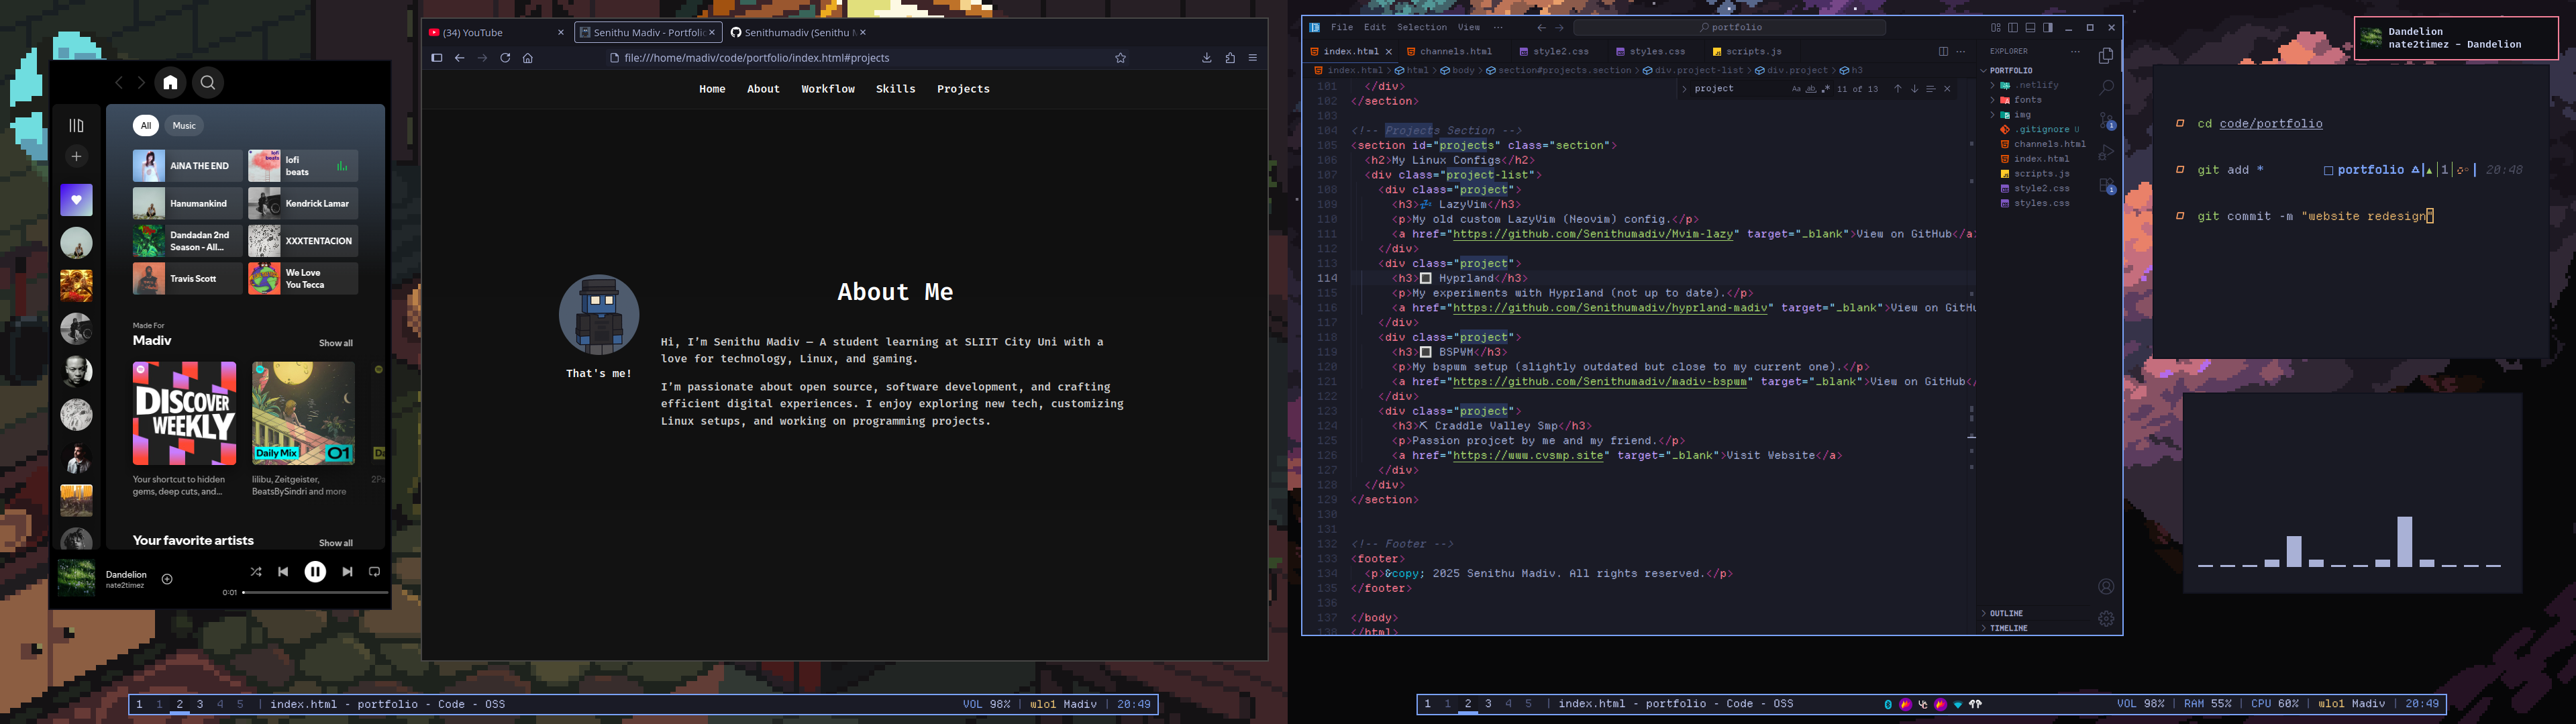 All
Music
AiNA THE END
lofi
beats
Hanumankind
Kendrick Lamar
Dandadan 2nd
Season - All...
XXXTENTACION
Travis Scott
We Love
You Tecca
Made For
Madiv
Show all
DISCOVER
WEEKLY
Daily Mix
01
Your shortcut to hidden
gems, deep cuts, and...
lilibu, Zeitgeister,
BeatsBySindri and more
Your favorite artists
Show all
Dandelion
nate2timez
0:01
(34) YouTube
Senithu Madiv - Portfoli
Senithumadiv (Senithu
file:///home/madiv/code/portfolio/index.html#projects
Home About Workflow Skills Projects
About Me
That's me!
Hi, I'm Senithu Madiv — A student learning at SLIIT City Uni with a
love for technology, Linux, and gaming.
I'm passionate about open source, software development, and crafting
efficient digital experiences. I enjoy exploring new tech, customizing
Linux setups, and working on programming projects.
1 1 2 3 4 5 | index.html - portfolio - Code - OSS
VOL 98% | wlo1 Madiv | 20:49
File Edit Selection View ···
portfolio
index.html
channels.html
style2.css
styles.css
scripts.js
index.html > html > body > section#projects.section > div.project-list > div.project > h3
project
Aa ab 11 of 13
101 </div>
102 </section>
103
104 <!-- Projects Section -->
105 <section id="projects" class="section">
106 <h2>My Linux Configs</h2>
107 <div class="project-list">
108 <div class="project">
109 <h3>💤 LazyVim</h3>
110 <p>My old custom LazyVim (Neovim) config.</p>
111 <a href="https://github.com/Senithumadiv/Mvim-lazy" target="_blank">View on GitHub</a
112 </div>
113 <div class="project">
114 <h3>🔳 Hyprland</h3>
115 <p>My experiments with Hyprland (not up to date).</p>
116 <a href="https://github.com/Senithumadiv/hyprland-madiv" target="_blank">View on GitHu
117 </div>
118 <div class="project">
119 <h3>🔳 BSPWM</h3>
120 <p>My bspwm setup (slightly outdated but close to my current one).</p>
121 <a href="https://github.com/Senithumadiv/madiv-bspwm" target="_blank">View on GitHub</
122 </div>
123 <div class="project">
124 <h3>⛏ Craddle Valley Smp</h3>
125 <p>Passion projcet by me and my friend.</p>
126 <a href="https://www.cvsmp.site" target="_blank">Visit Website</a>
127 </div>
128 </div>
129 </section>
130
131
132 <!-- Footer -->
133 <footer>
134 <p>&copy; 2025 Senithu Madiv. All rights reserved.</p>
135 </footer>
136
137 </body>
138 </html>
EXPLORER
PORTFOLIO
.netlify
fonts
img
.gitignore U
channels.html
index.html
scripts.js
style2.css
styles.css
OUTLINE
TIMELINE
1
1
Dandelion
nate2timez - Dandelion
cd code/portfolio
git add *
portfolio
1
20:48
git commit -m "website redesign"
1 1 2 3 4 5 | index.html - portfolio - Code - OSS
VOL 98% | RAM 55% | CPU 60% | wlo1 Madiv | 20:49